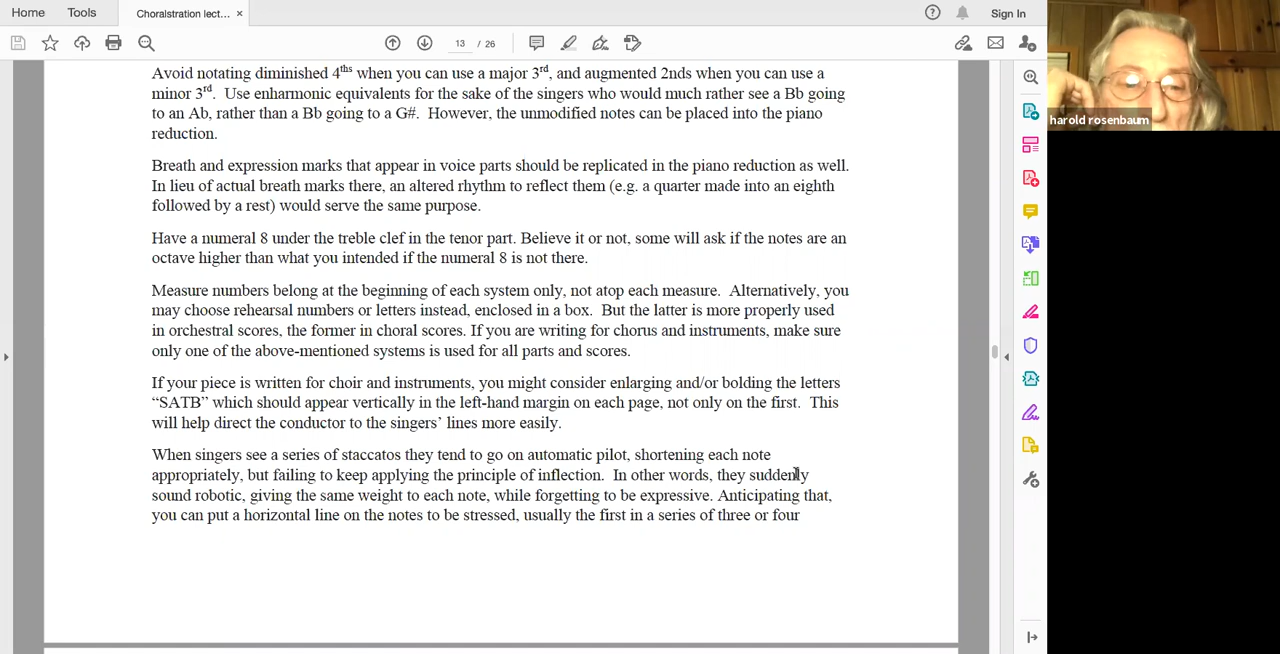 Home Tools Choralstration lect... × Sign In
13 / 26
Avoid notating diminished 4ths when you can use a major 3rd, and augmented 2nds when you can use a
minor 3rd. Use enharmonic equivalents for the sake of the singers who would much rather see a Bb going
to an Ab, rather than a Bb going to a G#. However, the unmodified notes can be placed into the piano
reduction.
Breath and expression marks that appear in voice parts should be replicated in the piano reduction as well.
In lieu of actual breath marks there, an altered rhythm to reflect them (e.g. a quarter made into an eighth
followed by a rest) would serve the same purpose.
Have a numeral 8 under the treble clef in the tenor part. Believe it or not, some will ask if the notes are an
octave higher than what you intended if the numeral 8 is not there.
Measure numbers belong at the beginning of each system only, not atop each measure. Alternatively, you
may choose rehearsal numbers or letters instead, enclosed in a box. But the latter is more properly used
in orchestral scores, the former in choral scores. If you are writing for chorus and instruments, make sure
only one of the above-mentioned systems is used for all parts and scores.
If your piece is written for choir and instruments, you might consider enlarging and/or bolding the letters
“SATB” which should appear vertically in the left-hand margin on each page, not only on the first. This
will help direct the conductor to the singers’ lines more easily.
When singers see a series of staccatos they tend to go on automatic pilot, shortening each note
appropriately, but failing to keep applying the principle of inflection. In other words, they suddenly
sound robotic, giving the same weight to each note, while forgetting to be expressive. Anticipating that,
you can put a horizontal line on the notes to be stressed, usually the first in a series of three or four
harold rosenbaum